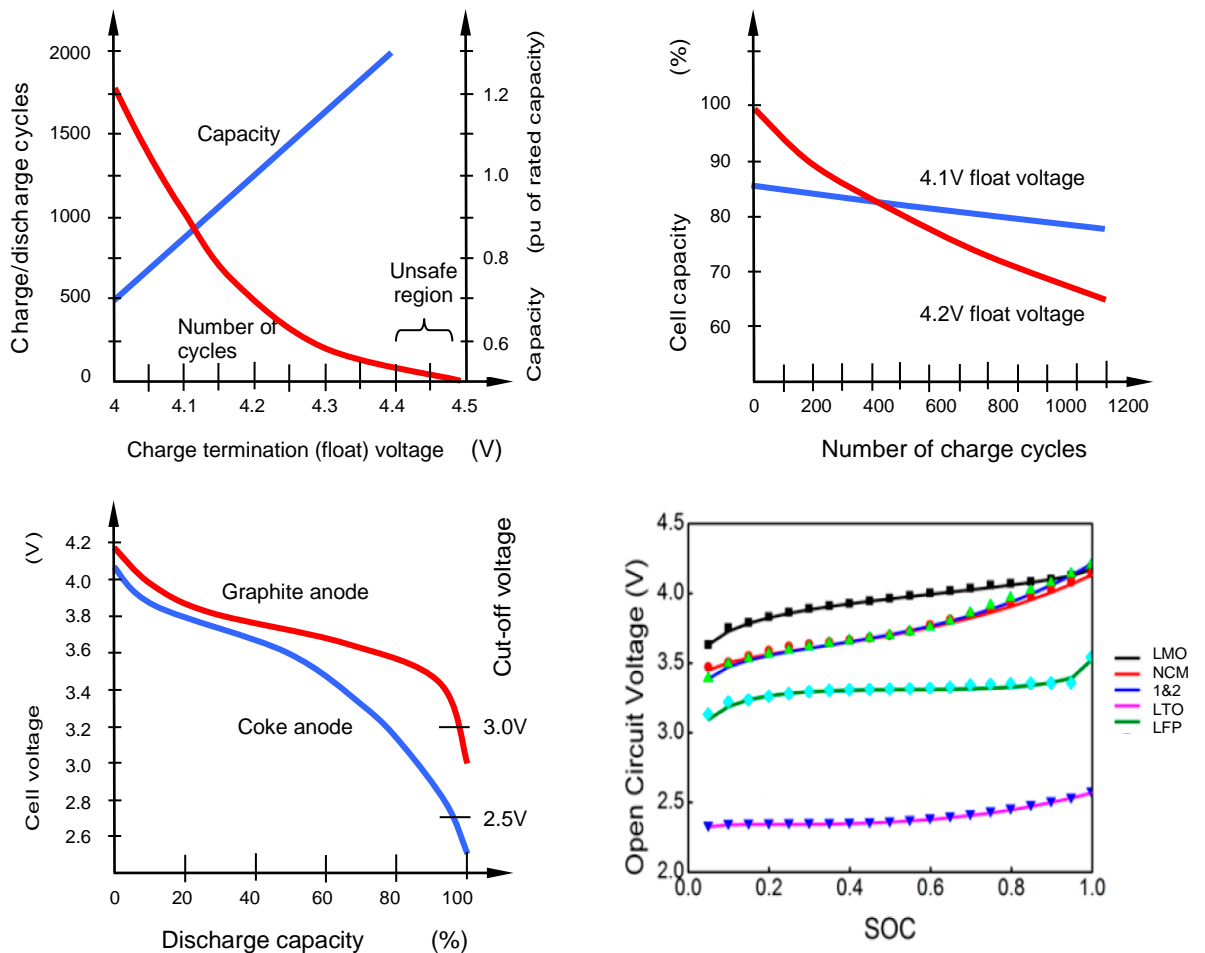 Charge/discharge cycles
2000
1500
1000
500
0
Capacity
Number of
cycles
Unsafe
region
1.2
1.0
0.8
0.6
Capacity (pu of rated capacity)
4 4.1 4.2 4.3 4.4 4.5
Charge termination (float) voltage (V)
Cell capacity (%)
100
90
80
70
60
4.1V float voltage
4.2V float voltage
0 200 400 600 800 1000 1200
Number of charge cycles
Cell voltage (V)
4.2
4.0
3.8
3.6
3.4
3.2
3.0
2.8
2.6
Graphite anode
Coke anode
Cut-off voltage
3.0V
2.5V
0 20 40 60 80 100
Discharge capacity (%)
Open Circuit Voltage (V)
4.5
4.0
3.5
3.0
2.5
2.0
0.0 0.2 0.4 0.6 0.8 1.0
SOC
LMO
NCM
1&2
LTO
LFP